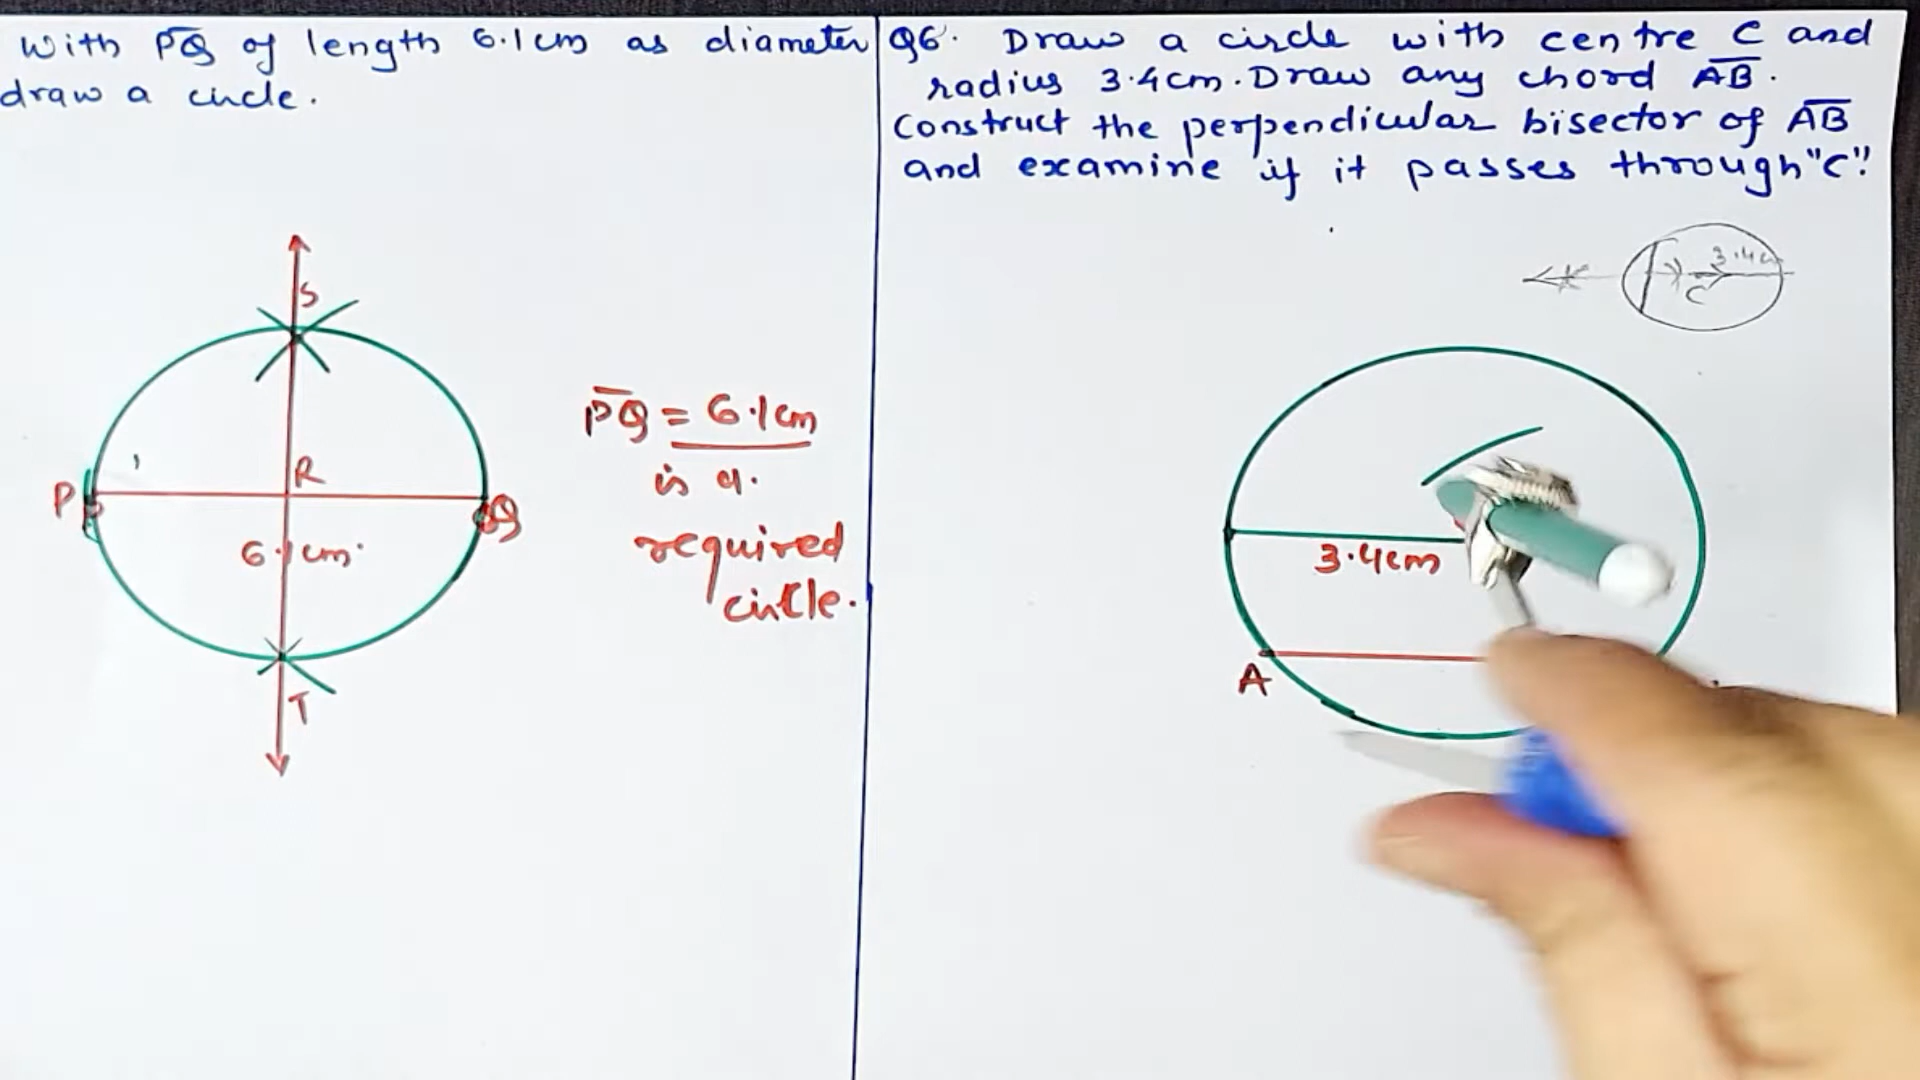 With PQ of length 6.1cm as diameter
draw a circle.
S
R
P
Q
6.1cm
T
PQ = 6.1cm
is a
required
circle.
Q6. Draw a circle with centre C and
radius 3.4cm. Draw any chord AB.
Construct the perpendicular bisector of AB
and examine if it passes through "C".
3.4c
C
3.4cm
A